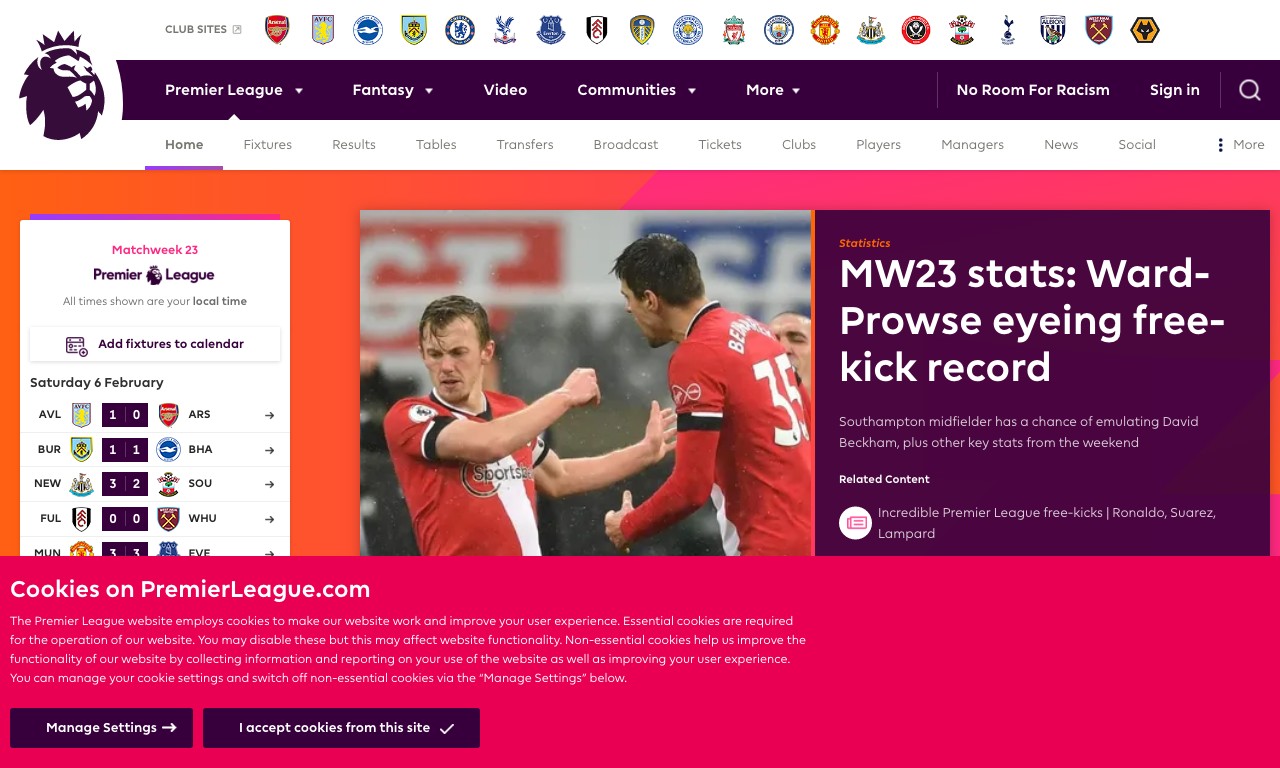 CLUB SITES
Premier League
Fantasy
Video
Communities
More
No Room For Racism
Sign in
Home
Fixtures
Results
Tables
Transfers
Broadcast
Tickets
Clubs
Players
Managers
News
Social
More
Matchweek 23
Premier League
All times shown are your local time
Add fixtures to calendar
Saturday 6 February
AVL 1 0 ARS
BUR 1 1 BHA
NEW 3 2 SOU
FUL 0 0 WHU
MUN 3 3 EVE
Sportsbet
35
Statistics
MW23 stats: Ward-
Prowse eyeing free-
kick record
Southampton midfielder has a chance of emulating David
Beckham, plus other key stats from the weekend
Related Content
Incredible Premier League free-kicks | Ronaldo, Suarez,
Lampard
Cookies on PremierLeague.com
The Premier League website employs cookies to make our website work and improve your user experience. Essential cookies are required
for the operation of our website. You may disable these but this may affect website functionality. Non-essential cookies help us improve the
functionality of our website by collecting information and reporting on your use of the website as well as improving your user experience.
You can manage your cookie settings and switch off non-essential cookies via the “Manage Settings” below.
Manage Settings
I accept cookies from this site